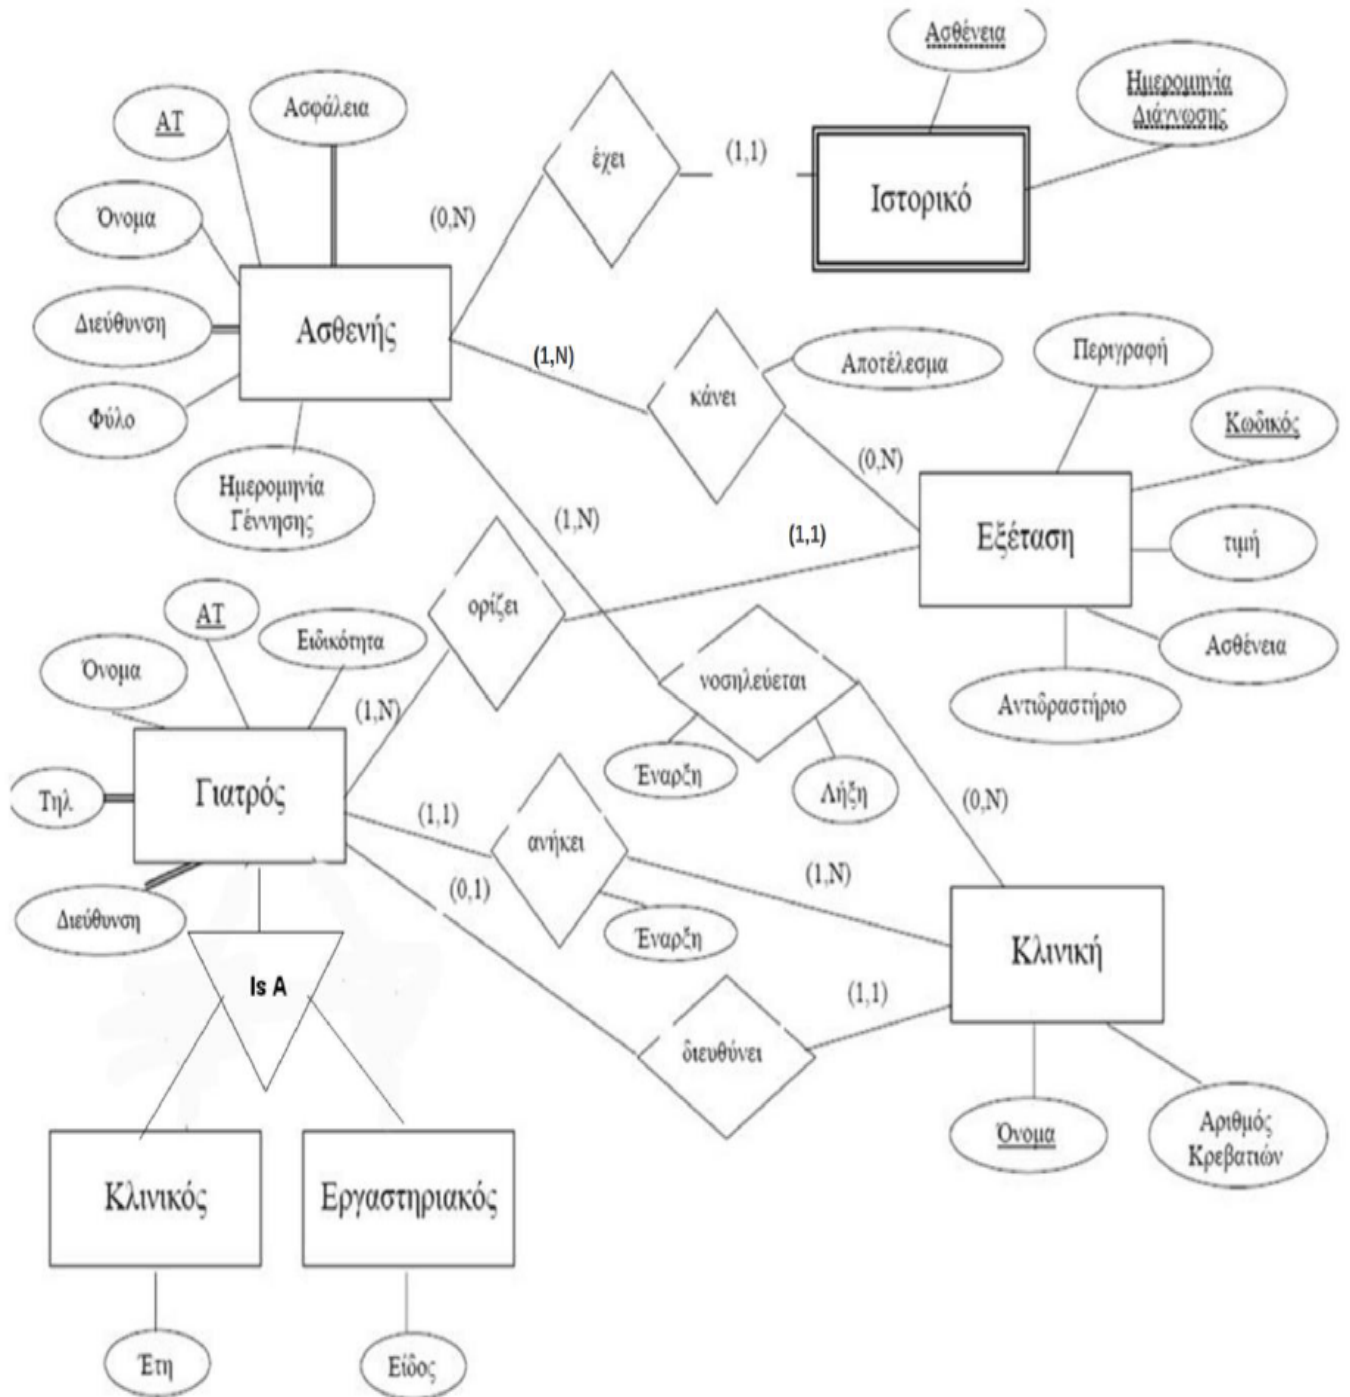 Ασθένεια
Ημερομηνία
Διάγνωσης
Ασφάλεια
ΑΤ
έχει
(1,1)
Ιστορικό
Όνομα
(0,N)
Διεύθυνση
Ασθενής
(1,N)
Αποτέλεσμα
Περιγραφή
κάνει
Φύλο
Κωδικός
(0,N)
Ημερομηνία
Γέννησης
(1,N)
(1,1)
Εξέταση
τιμή
ΑΤ
ορίζει
Ειδικότητα
Όνομα
Ασθένεια
νοσηλεύεται
(1,N)
Αντιδραστήριο
Έναρξη
Λήξη
Τηλ
Γιατρός
(0,N)
(1,1)
ανήκει
(1,N)
(0,1)
Διεύθυνση
Έναρξη
Κλινική
Is A
(1,1)
διευθύνει
Όνομα
Αριθμός
Κρεβατιών
Κλινικός
Εργαστηριακός
Έτη
Είδος